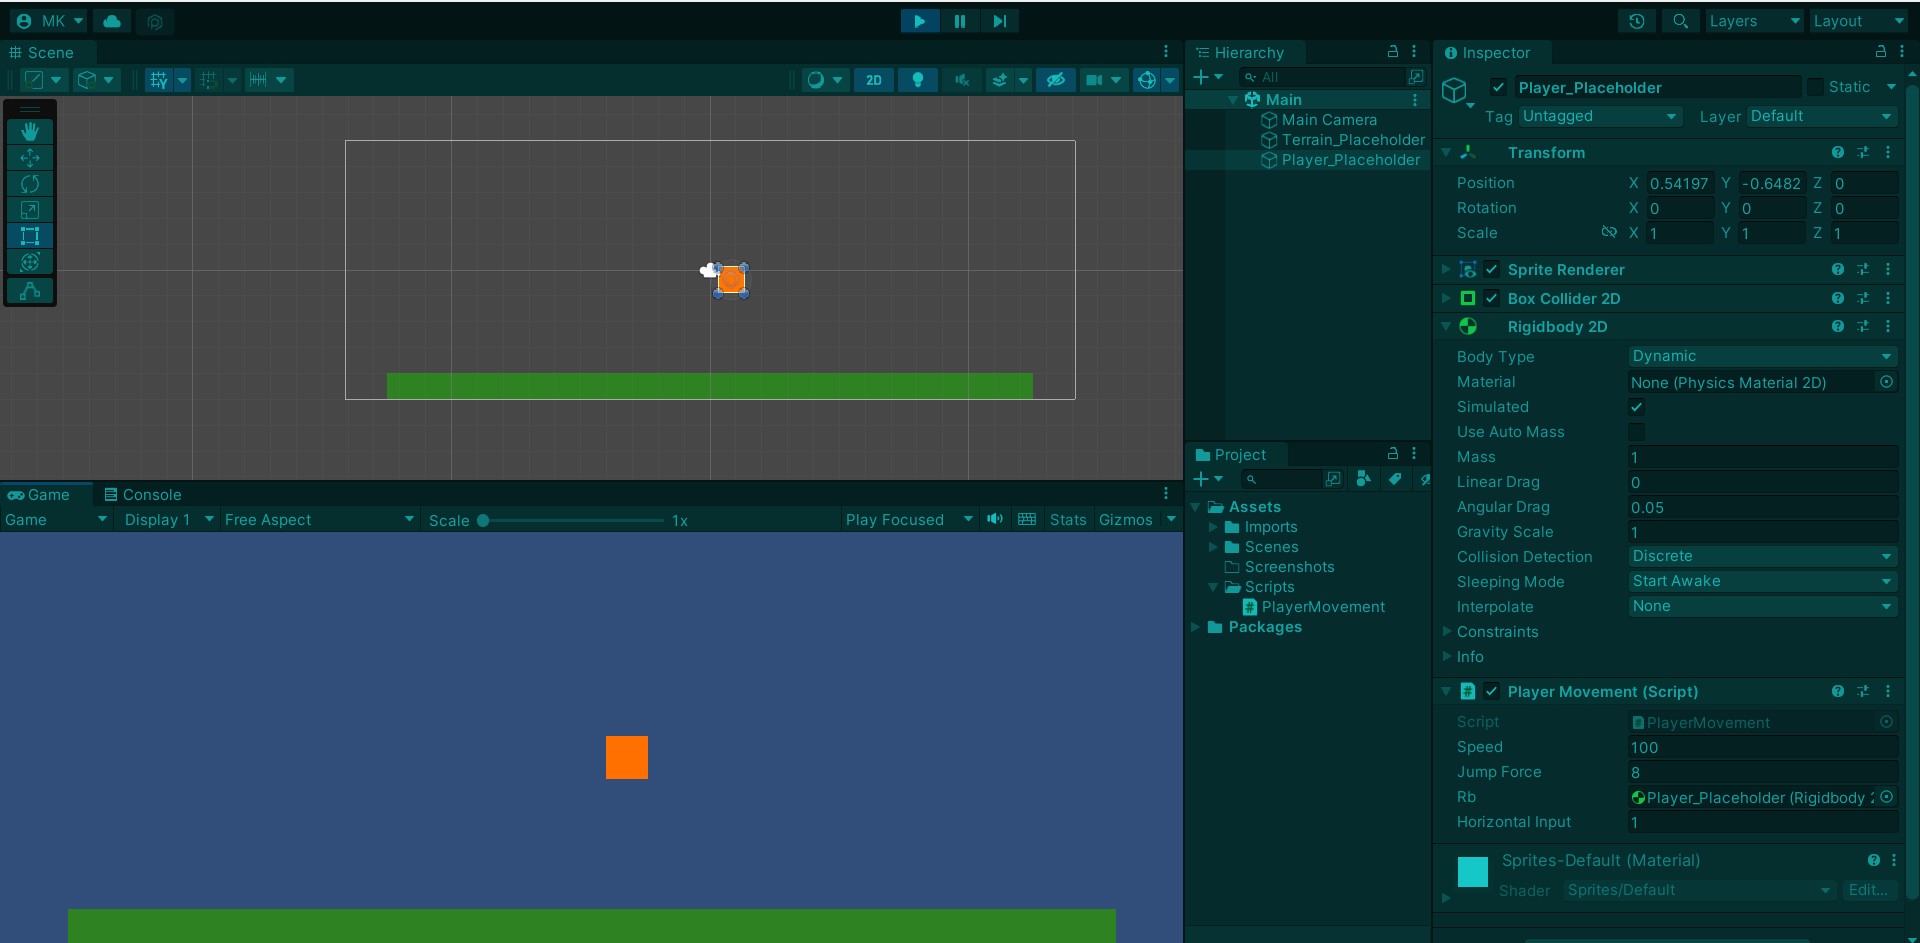 MK
Layers
Layout
Scene
2D
Game
Console
Game
Display 1
Free Aspect
Scale
1x
Play Focused
Stats
Gizmos
Hierarchy
All
Main
Main Camera
Terrain_Placeholder
Player_Placeholder
Project
Assets
Imports
Scenes
Screenshots
Scripts
PlayerMovement
Packages
Inspector
Player_Placeholder
Static
Tag Untagged Layer Default
Transform
Position X 0.54197 Y -0.6482 Z 0
Rotation X 0 Y 0 Z 0
Scale X 1 Y 1 Z 1
Sprite Renderer
Box Collider 2D
Rigidbody 2D
Body Type Dynamic
Material None (Physics Material 2D)
Simulated
Use Auto Mass
Mass 1
Linear Drag 0
Angular Drag 0.05
Gravity Scale 1
Collision Detection Discrete
Sleeping Mode Start Awake
Interpolate None
Constraints
Info
Player Movement (Script)
Script PlayerMovement
Speed 100
Jump Force 8
Rb Player_Placeholder (Rigidbody
Horizontal Input 1
Sprites-Default (Material)
Shader Sprites/Default Edit...